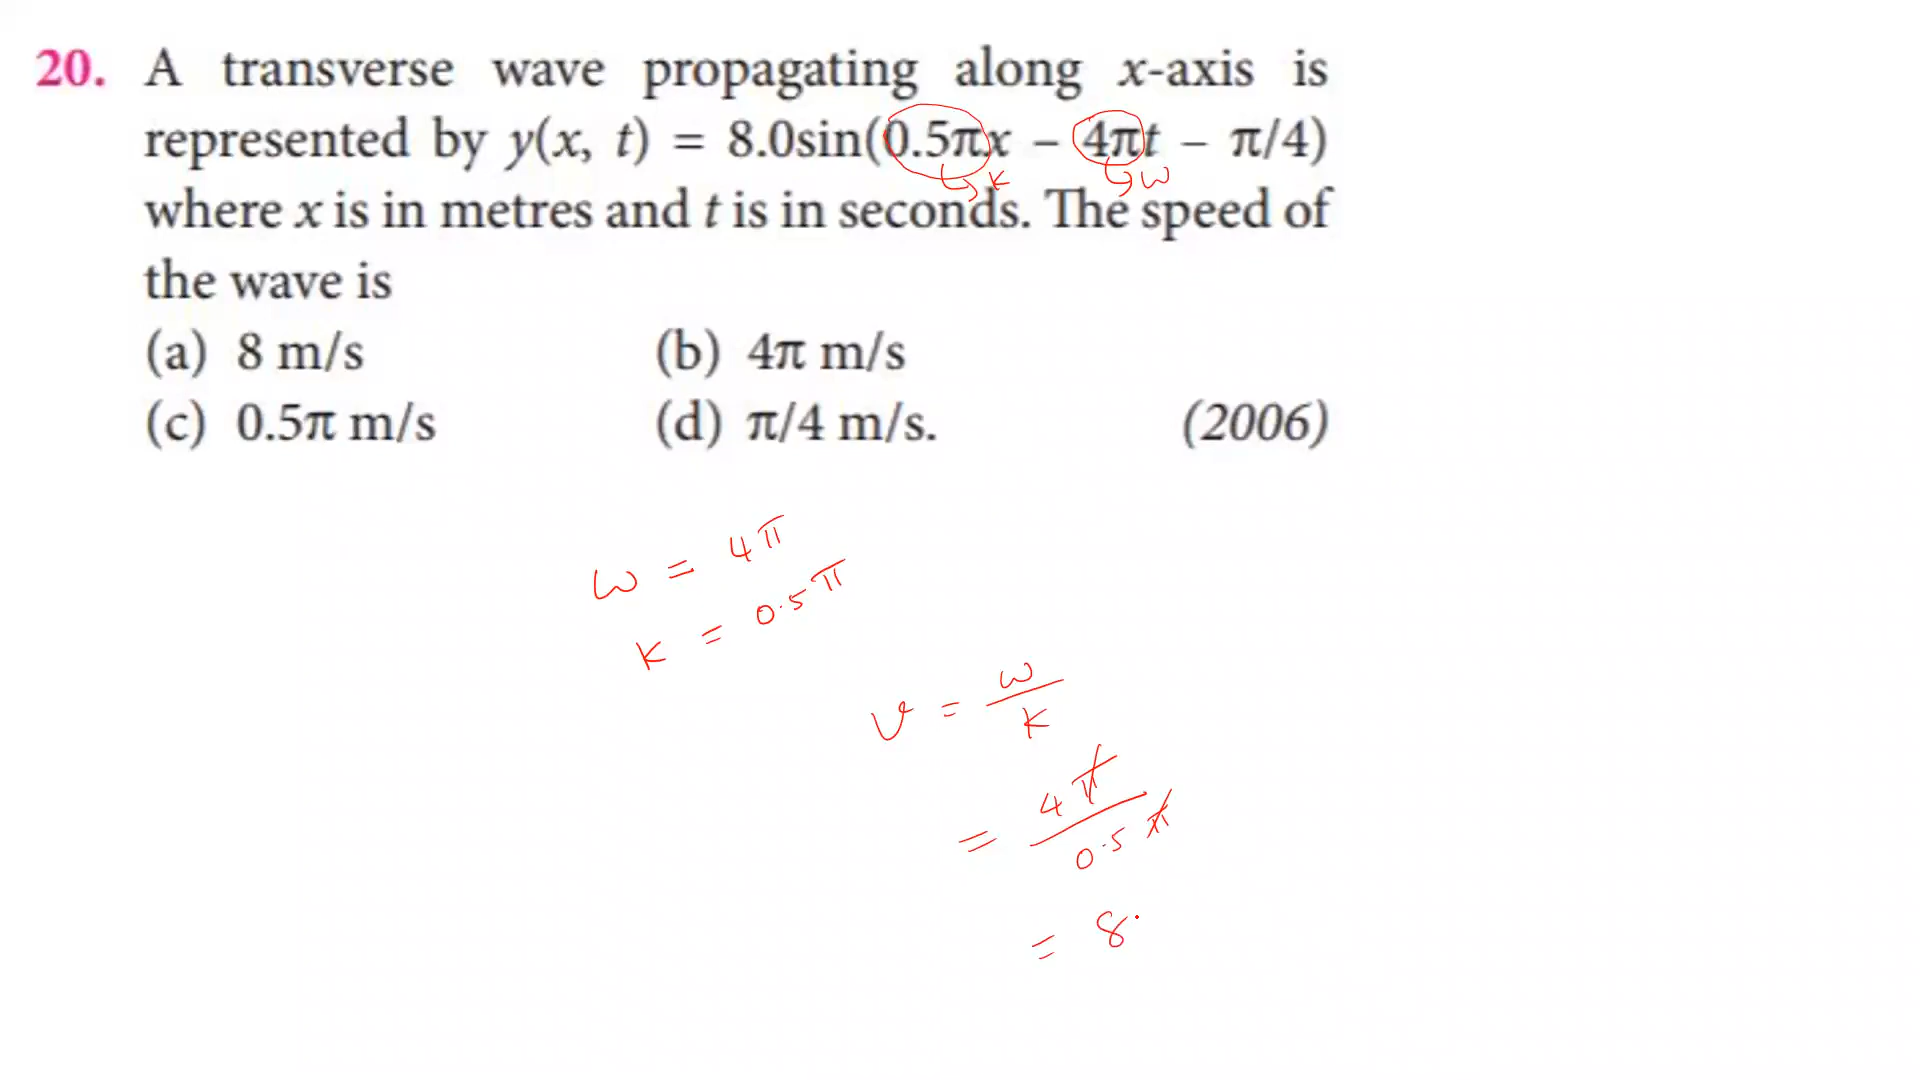 20. A transverse wave propagating along x-axis is
represented by y(x, t) = 8.0sin(0.5πx – 4πt – π/4)
k ω
where x is in metres and t is in seconds. The speed of
the wave is
(a) 8 m/s (b) 4π m/s
(c) 0.5π m/s (d) π/4 m/s. (2006)
ω = 4π
k = 0.5π
v = ω/k
= 4π/0.5π
= 8.